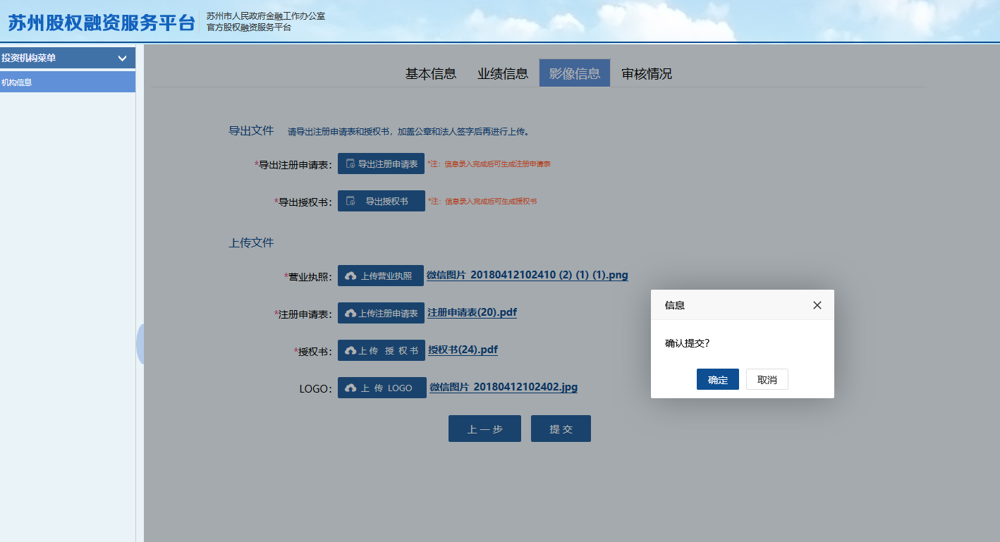 苏州股权融资服务平台
苏州市人民政府金融工作办公室
官方股权融资服务平台
投资机构菜单
机构信息
基本信息 业绩信息 影像信息 审核情况
导出文件 请导出注册申请表和授权书，加盖公章和法人签字后再进行上传。
*导出注册申请表： 导出注册申请表 *注：信息录入完成后可生成注册申请表
*导出授权书： 导出授权书 *注：信息录入完成后可生成授权书
上传文件
*营业执照： 上传营业执照 微信图片_20180412102410 (2) (1) (1).png
*注册申请表： 上传注册申请表 注册申请表(20).pdf
*授权书： 上 传 授 权 书 授权书(24).pdf
LOGO： 上 传 LOGO 微信图片_20180412102402.jpg
上 一 步 提 交
信息
确认提交？
确定 取消